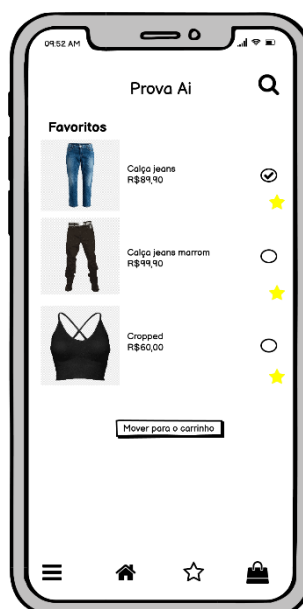 09:52 AM
Prova Ai
Favoritos
Calça jeans
R$89,90
Calça jeans marrom
R$99,90
Cropped
R$60,00
Mover para o carrinho